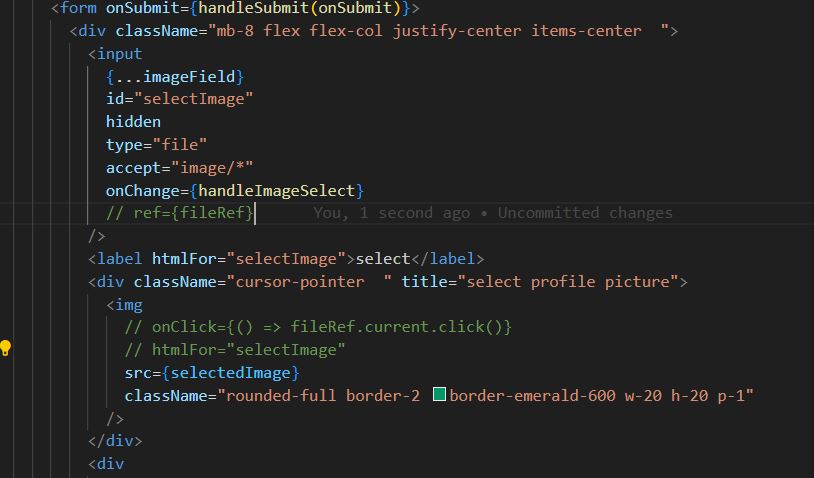 <form onSubmit={handleSubmit(onSubmit)}>
<div className="mb-8 flex flex-col justify-center items-center  ">
<input
{...imageField}
id="selectImage"
hidden
type="file"
accept="image/*"
onChange={handleImageSelect}
// ref={fileRef} You, 1 second ago • Uncommitted changes
/>
<label htmlFor="selectImage">select</label>
<div className="cursor-pointer  " title="select profile picture">
<img
// onClick={() => fileRef.current.click()}
// htmlFor="selectImage"
src={selectedImage}
className="rounded-full border-2 border-emerald-600 w-20 h-20 p-1"
/>
</div>
<div